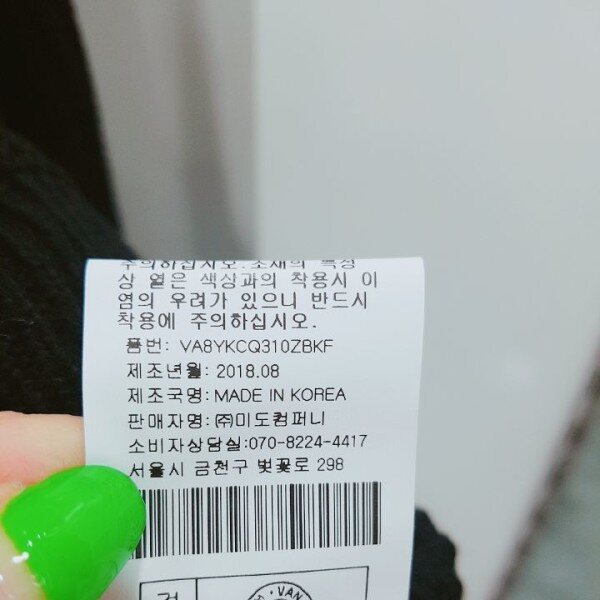 주의하십시오. 소재의 특성
상 옅은 색상과의 착용시 이
염의 우려가 있으니 반드시
착용에 주의하십시오.
품번: VA8YKCQ310ZBKF
제조년월: 2018.08
제조국명: MADE IN KOREA
판매자명: ㈜미도컴퍼니
소비자상담실:070-8224-4417
서울시 금천구 벚꽃로 298
검
VAN